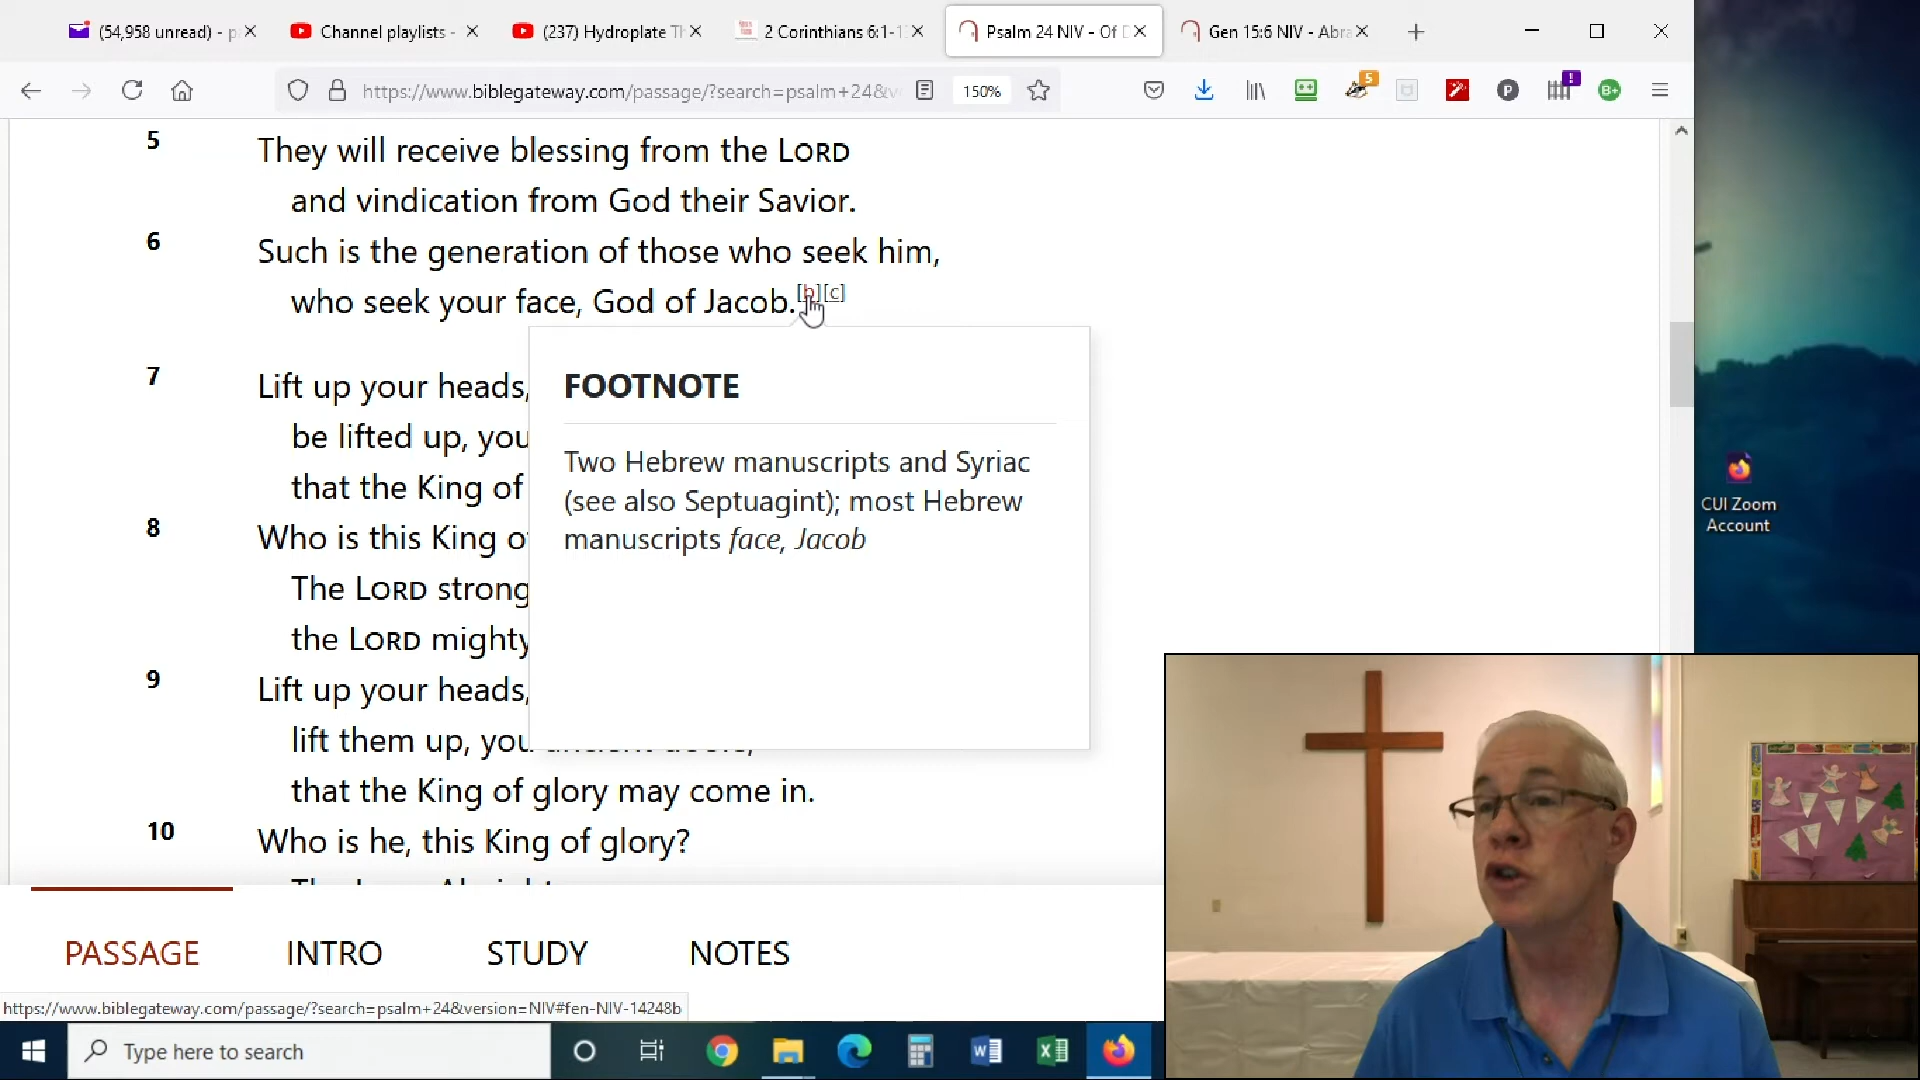 (54,958 unread) - p
Channel playlists -
(237) Hydroplate Th
2 Corinthians 6:1-1
Psalm 24 NIV - Of D
Gen 15:6 NIV - Abra
https://www.biblegateway.com/passage/?search=psalm+24&v
150%
5
!
P
B+
5 They will receive blessing from the LORD
and vindication from God their Savior.
6 Such is the generation of those who seek him,
who seek your face, God of Jacob.[b][c]
7 Lift up your heads,
be lifted up, you
that the King of
8 Who is this King of
The LORD strong
the LORD mighty
9 Lift up your heads,
lift them up, you ancient doors,
that the King of glory may come in.
10 Who is he, this King of glory?
FOOTNOTE
Two Hebrew manuscripts and Syriac
(see also Septuagint); most Hebrew
manuscripts face, Jacob
PASSAGE INTRO STUDY NOTES
https://www.biblegateway.com/passage/?search=psalm+24&version=NIV#fen-NIV-14248b
Type here to search
CUI Zoom
Account